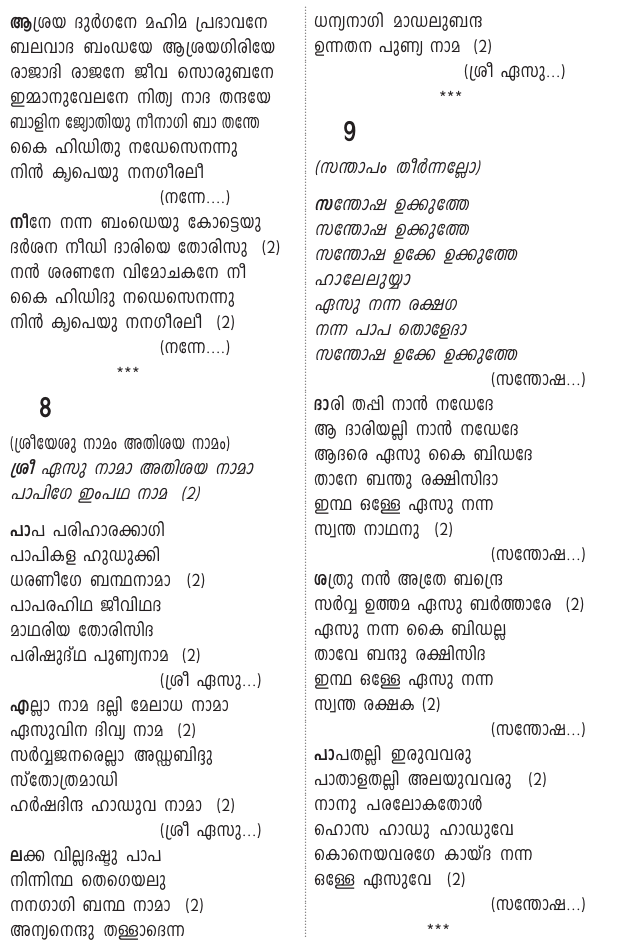 ആശ്രയ ദുർഗനേ മഹിമ പ്രഭാവനേ
ബലവാദ ബംഡയേ ആശ്രയഗിരിയേ
രാജാദി രാജനേ ജീവ സൊരുബനേ
ഇമ്മാനുവേലനേ നിത്യ നാദ തന്ദയേ
ബാളിന ജ്യോതിയു നീനാഗി ബാ തന്തേ
കൈ ഹിഡിതു നഡേസെനന്നു
നിൻ കൃപെയു നനഗീരലീ
(നന്നേ....)
നീനേ നന്ന ബംഡെയു കോട്ടെയു
ദർശന നീഡി ദാരിയെ തോരിസു (2)
നൻ ശരണനേ വിമോചകനേ നീ
കൈ ഹിഡിദു നഡെസെനന്നു
നിൻ കൃപെയു നനഗീരലീ (2)
(നന്നേ....)
***
8
(ശ്രീയേശു നാമം അതിശയ നാമം)
ശ്രീ ഏസു നാമാ അതിശയ നാമാ
പാപിഗേ ഇംപഥ നാമ (2)
പാപ പരിഹാരക്കാഗി
പാപികള ഹുഡുക്കി
ധരണീഗേ ബന്ഥനാമാ (2)
പാപരഹിഥ ജീവിഥദ
മാഥരിയ തോരിസിദ
പരിഷുദ്ഥ പുണ്യനാമ (2)
(ശ്രീ ഏസു...)
എല്ലാ നാമ ദല്ലി മേലാധ നാമാ
ഏസുവിന ദിവ്യ നാമ (2)
സർവ്വജനരെല്ലാ അഡ്ഡബിദ്ദു
സ്തോത്രമാഡി
ഹർഷദിന്ദ ഹാഡുവ നാമാ (2)
(ശ്രീ ഏസു...)
ലക്ക വില്ലദഷ്ടു പാപ
നിന്നിന്ഥ തെഗെയലു
നനഗാഗി ബന്ഥ നാമാ (2)
അന്യനെന്ദു തള്ളാദെന്ന
ധന്യനാഗി മാഡലുബന്ദ
ഉന്നതന പുണ്യ നാമ (2)
(ശ്രീ ഏസു...)
***
9
(സന്താപം തീർന്നല്ലോ)
സന്തോഷ ഉക്കുത്തേ
സന്തോഷ ഉക്കുത്തേ
സന്തോഷ ഉക്കേ ഉക്കുത്തേ
ഹാലേലുയ്യാ
ഏസു നന്ന രക്ഷഗ
നന്ന പാപ തൊളേദാ
സന്തോഷ ഉക്കേ ഉക്കുത്തേ
(സന്തോഷ...)
ദാരി തപ്പി നാൻ നഡേദേ
ആ ദാരിയല്ലി നാൻ നഡേദേ
ആദരെ ഏസു കൈ ബിഡദേ
താനേ ബന്തു രക്ഷിസിദാ
ഇന്ഥ ഒള്ളേ ഏസു നന്ന
സ്വന്ത നാഥനു (2)
(സന്തോഷ...)
ശത്രു നൻ അത്രേ ബന്ദ്രെ
സർവ്വ ഉത്തമ ഏസു ബർത്താരേ (2)
ഏസു നന്ന കൈ ബിഡല്ല
താവേ ബന്ദു രക്ഷിസിദ
ഇന്ഥ ഒള്ളേ ഏസു നന്ന
സ്വന്ത രക്ഷക (2)
(സന്തോഷ...)
പാപതല്ലി ഇരുവവരു
പാതാളതല്ലി അലയുവവരു (2)
നാനു പരലോകതോൾ
ഹൊസ ഹാഡു ഹാഡുവേ
കൊനെയവരഗേ കായ്ദ നന്ന
ഒള്ളേ ഏസുവേ (2)
(സന്തോഷ...)
***